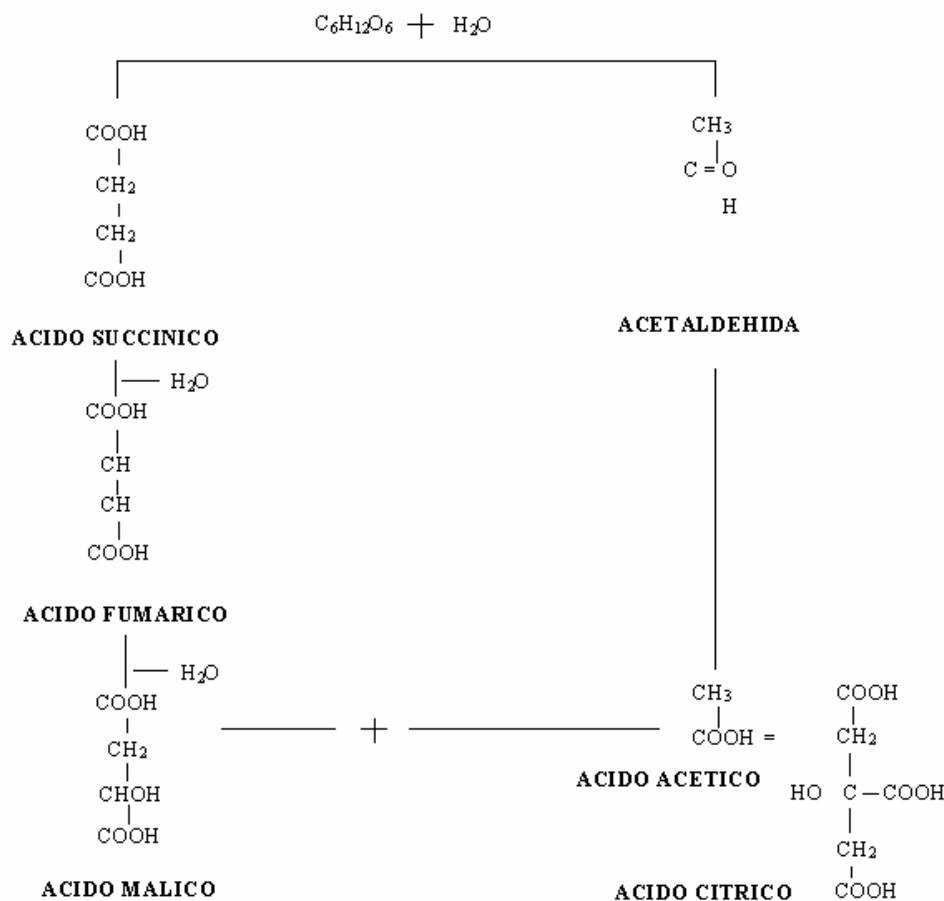 C₆H₁₂O₆ + H₂O
COOH
CH₂
CH₂
COOH
ACIDO SUCCINICO
H₂O
COOH
CH
CH
COOH
ACIDO FUMARICO
H₂O
COOH
CH₂
CHOH
COOH
ACIDO MALICO
+
CH₃
C = O
H
ACETALDEHIDA
CH₃
COOH =
ACIDO ACETICO
COOH
CH₂
HO C COOH
CH₂
COOH
ACIDO CITRICO